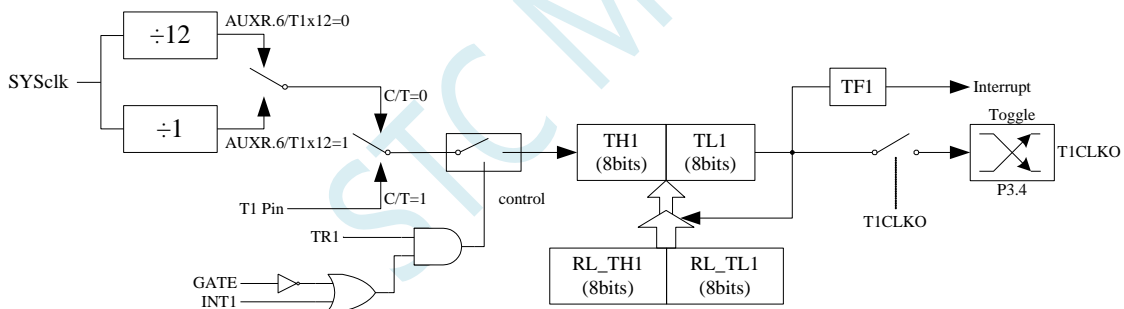 AUXR.6/T1x12=0
÷12
SYSclk
÷1
AUXR.6/T1x12=1
C/T=0
C/T=1
T1 Pin
control
TR1
GATE
INT1
TH1
(8bits)
TL1
(8bits)
RL_TH1
(8bits)
RL_TL1
(8bits)
TF1
Interrupt
Toggle
T1CLKO
P3.4
T1CLKO
STC M